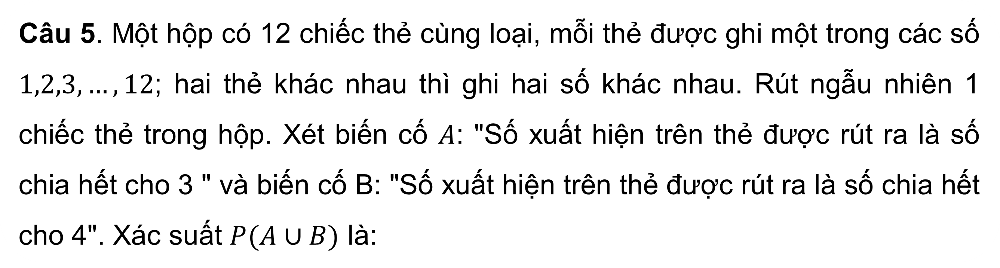 Câu 5. Một hộp có 12 chiếc thẻ cùng loại, mỗi thẻ được ghi một trong các số
1,2,3, ... , 12; hai thẻ khác nhau thì ghi hai số khác nhau. Rút ngẫu nhiên 1
chiếc thẻ trong hộp. Xét biến cố A: "Số xuất hiện trên thẻ được rút ra là số
chia hết cho 3 " và biến cố B: "Số xuất hiện trên thẻ được rút ra là số chia hết
cho 4". Xác suất P(A ∪ B) là: